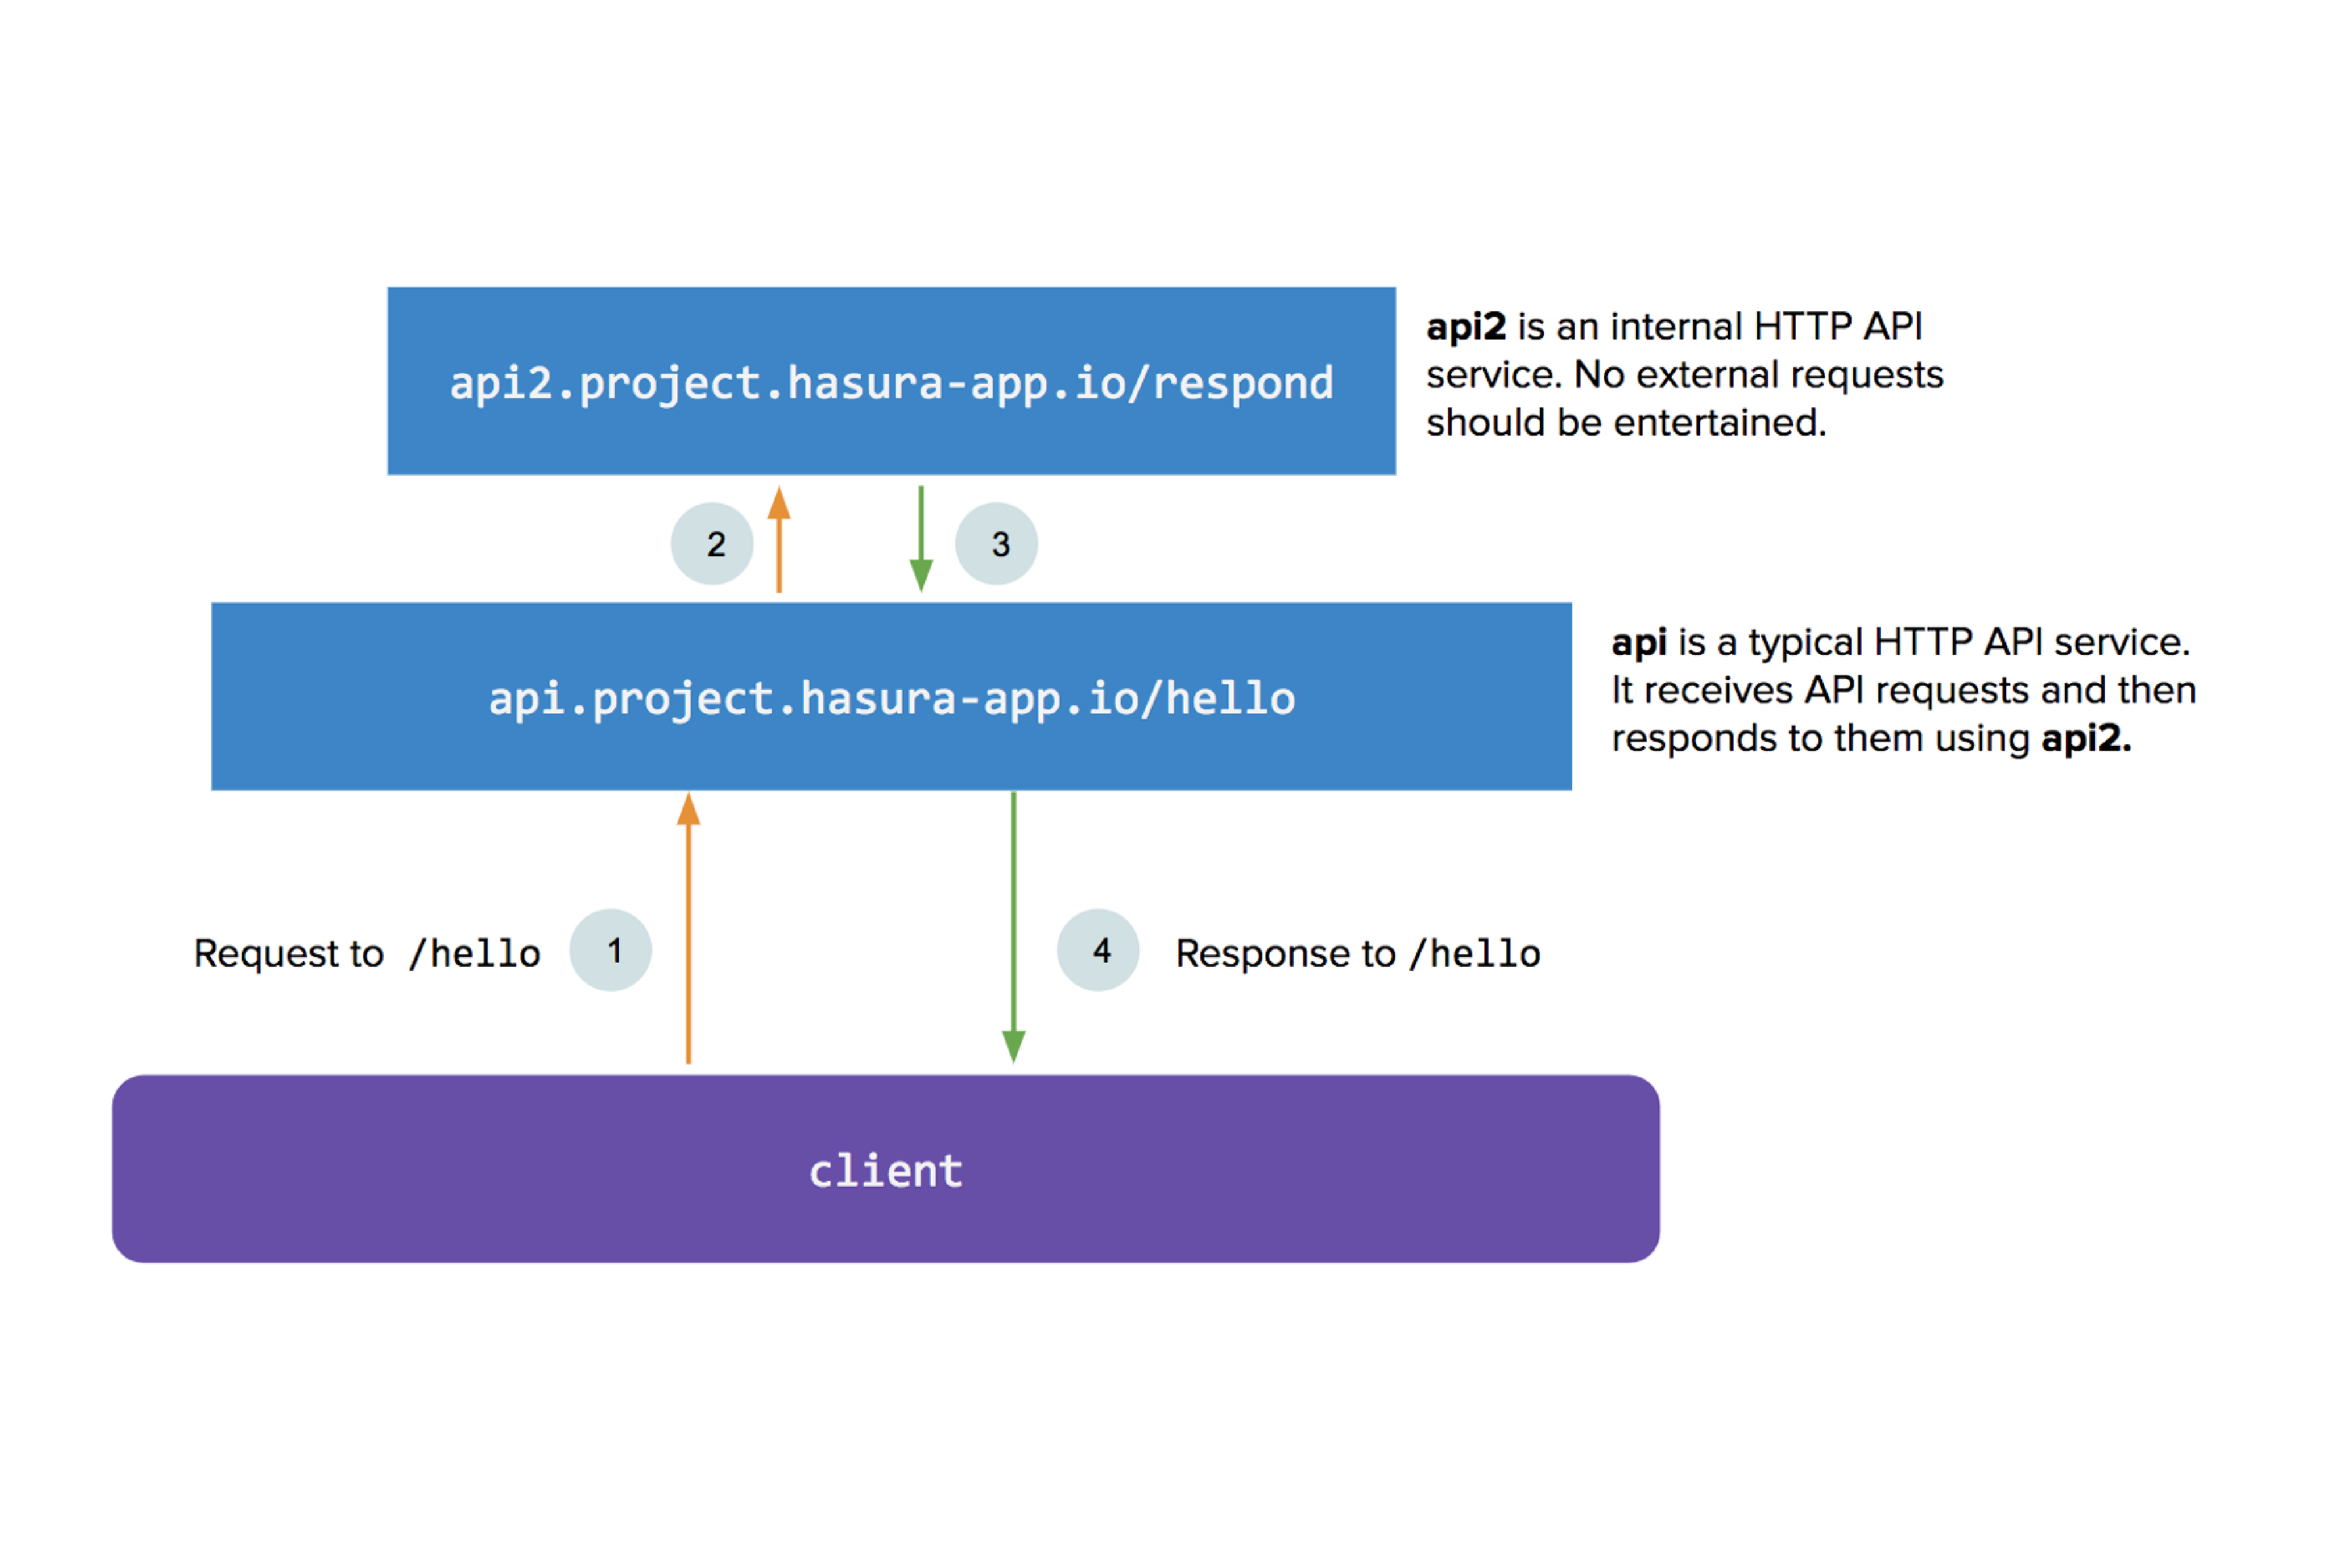 api2.project.hasura-app.io/respond
api2 is an internal HTTP API
service. No external requests
should be entertained.
2
3
api.project.hasura-app.io/hello
api is a typical HTTP API service.
It receives API requests and then
responds to them using api2.
Request to /hello
1
4
Response to /hello
client